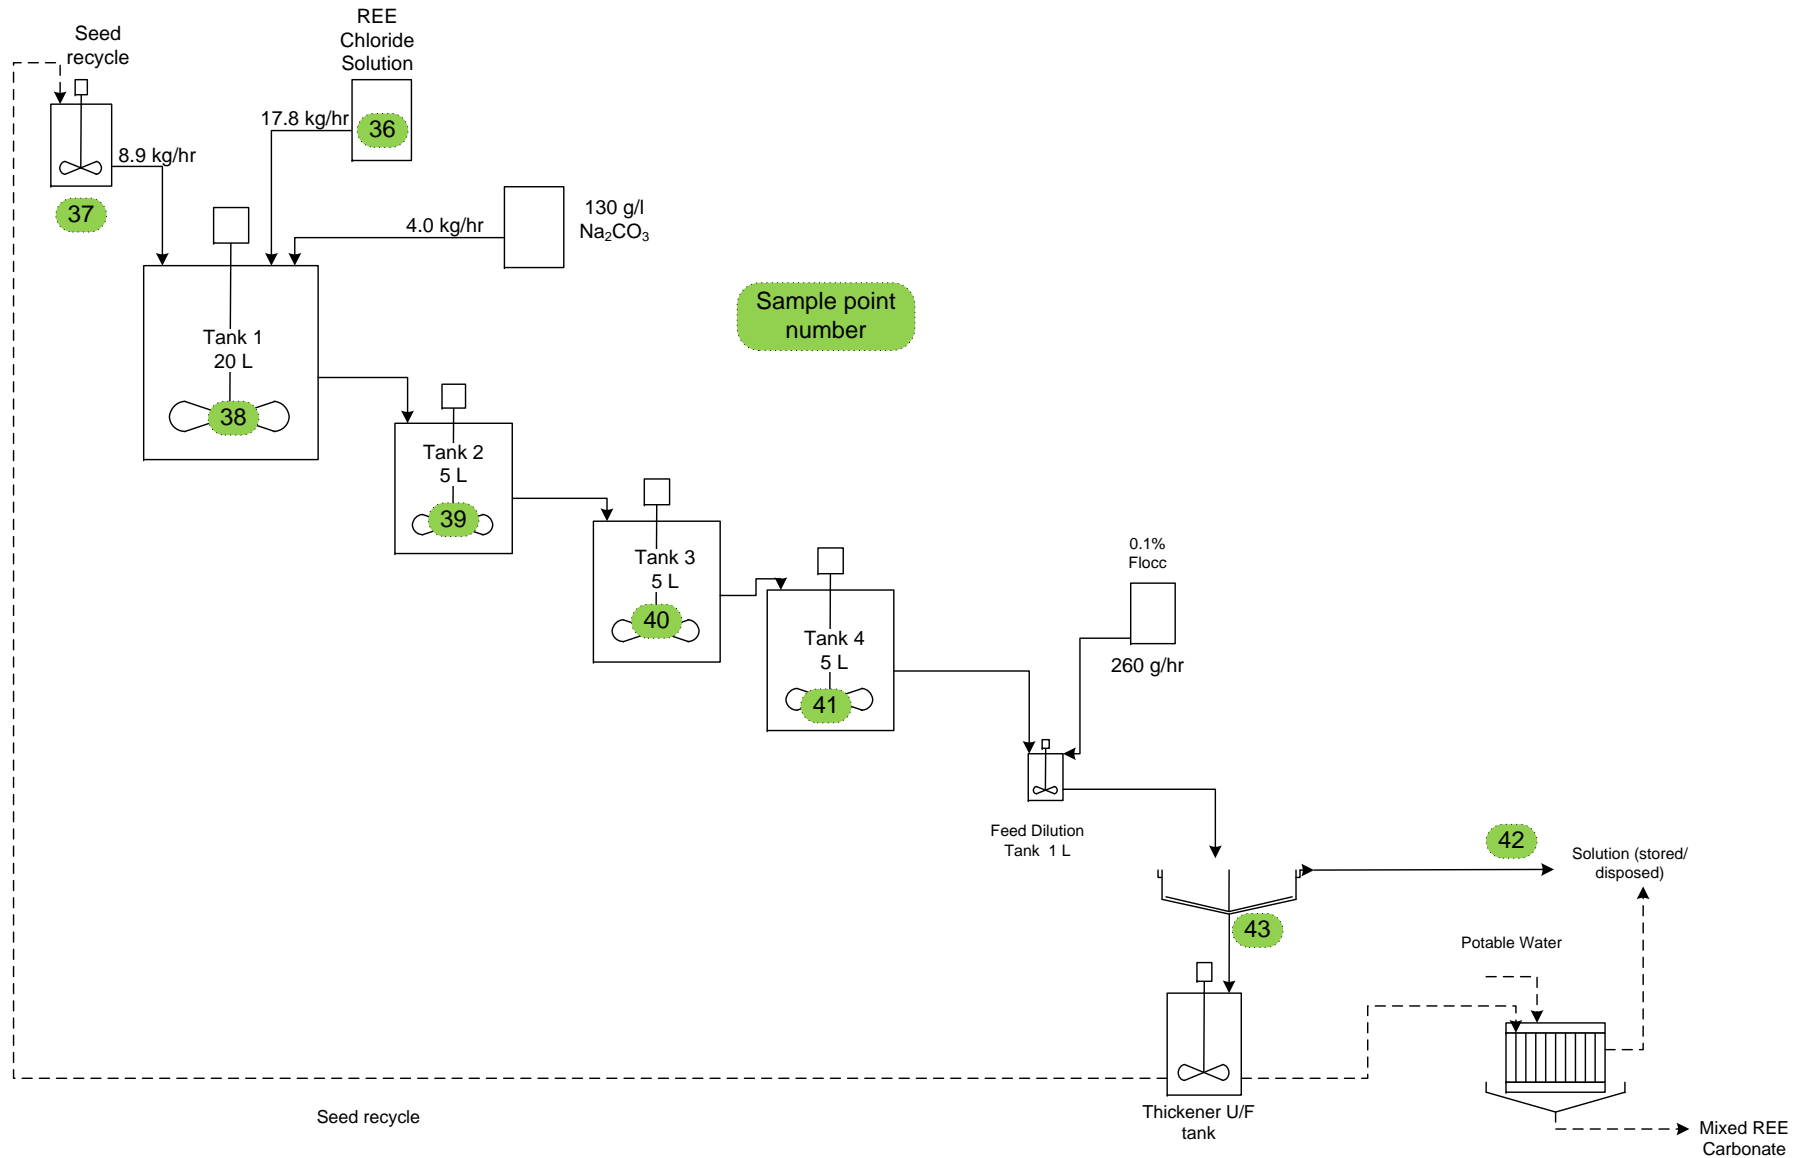 Seed
recycle
REE
Chloride
Solution
17.8 kg/hr
36
8.9 kg/hr
37
4.0 kg/hr
130 g/l
Na₂CO₃
Sample point
number
Tank 1
20 L
38
Tank 2
5 L
39
Tank 3
5 L
40
Tank 4
5 L
41
0.1%
Flocc
260 g/hr
Feed Dilution
Tank 1 L
42
Solution (stored/
disposed)
43
Potable Water
Seed recycle
Thickener U/F
tank
Mixed REE
Carbonate